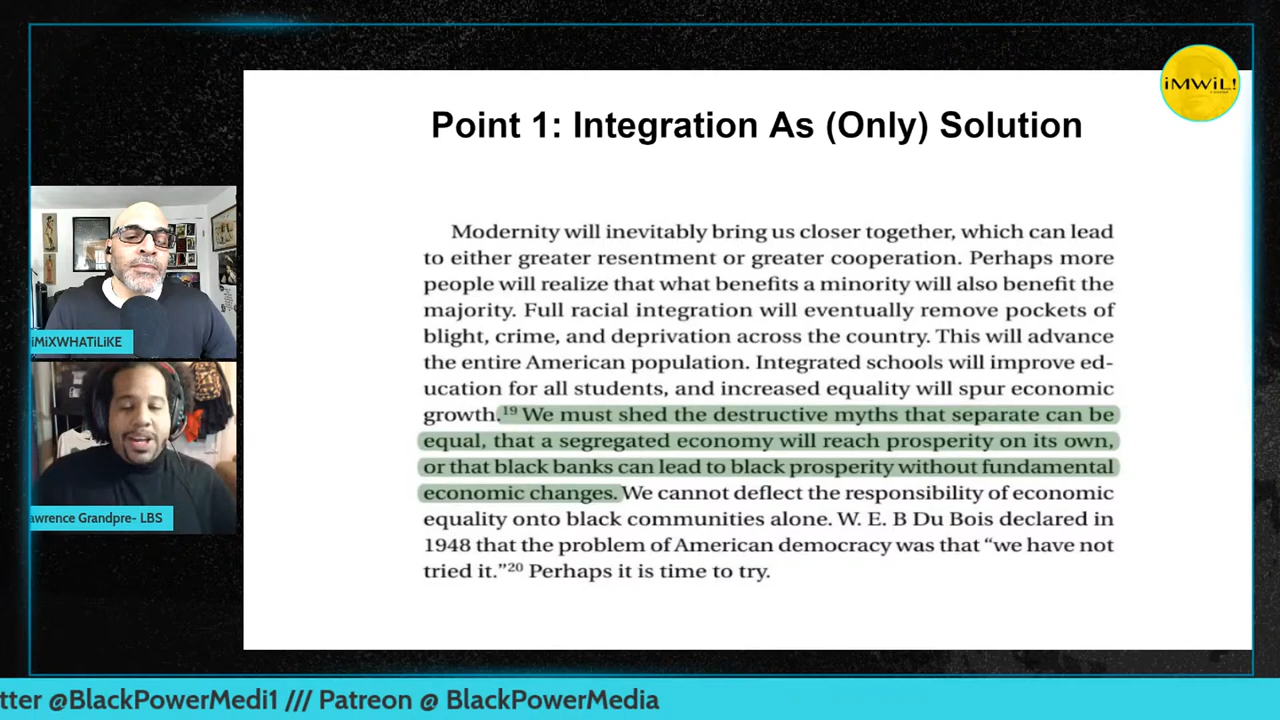 iMWiL!
Point 1: Integration As (Only) Solution
Modernity will inevitably bring us closer together, which can lead
to either greater resentment or greater cooperation. Perhaps more
people will realize that what benefits a minority will also benefit the
majority. Full racial integration will eventually remove pockets of
blight, crime, and deprivation across the country. This will advance
the entire American population. Integrated schools will improve ed-
ucation for all students, and increased equality will spur economic
growth.¹⁹ We must shed the destructive myths that separate can be
equal, that a segregated economy will reach prosperity on its own,
or that black banks can lead to black prosperity without fundamental
economic changes. We cannot deflect the responsibility of economic
equality onto black communities alone. W. E. B Du Bois declared in
1948 that the problem of American democracy was that “we have not
tried it.”²⁰ Perhaps it is time to try.
iMiXWHATiLiKE
awrence Grandpre- LBS
tter @BlackPowerMedi1 /// Patreon @ BlackPowerMedia